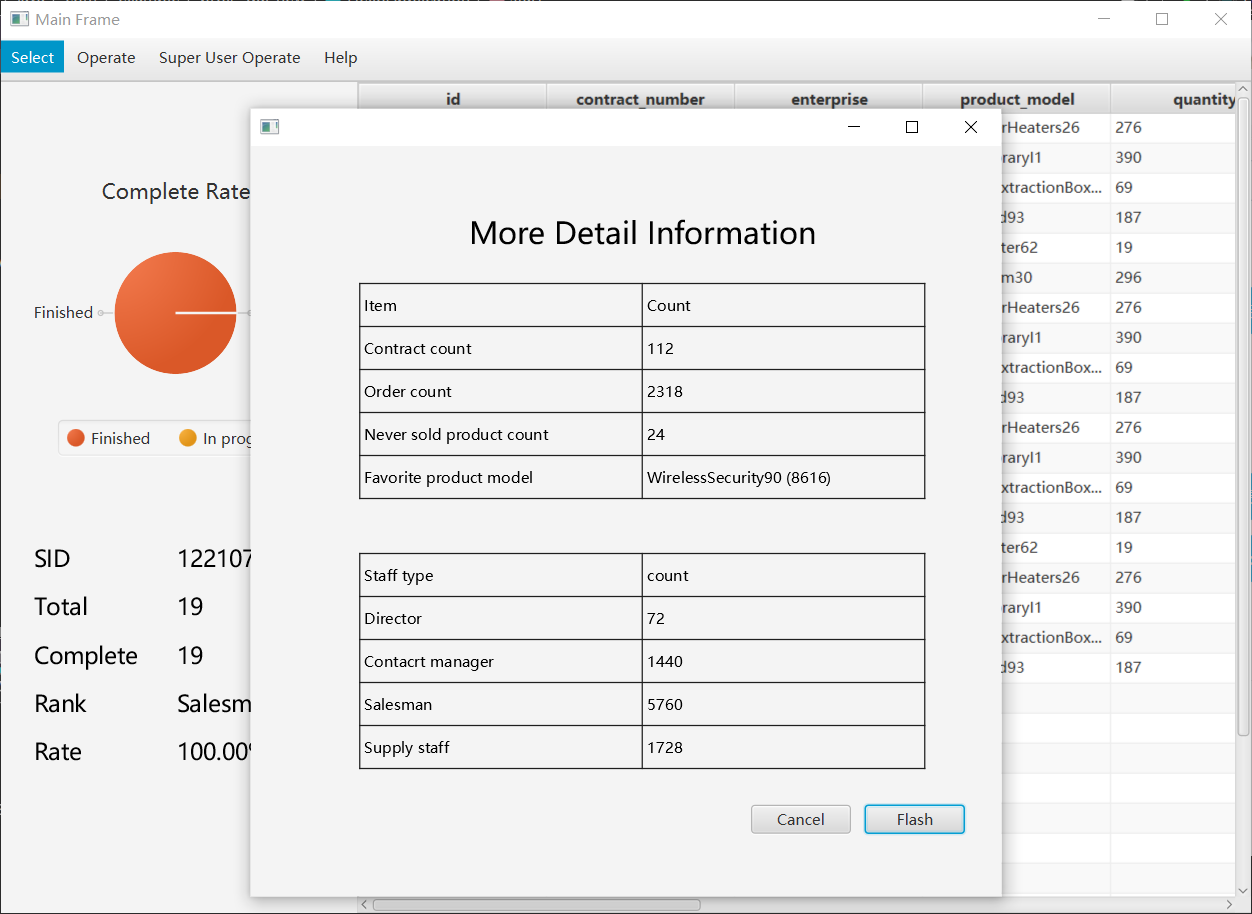 Main Frame
Select Operate Super User Operate Help
id contract_number enterprise product_model quantity
Complete Rate
Finished
Finished In prog
SID 122107
Total 19
Complete 19
Rank Salesm
Rate 100.00
More Detail Information
Item Count
Contract count 112
Order count 2318
Never sold product count 24
Favorite product model WirelessSecurity90 (8616)
Staff type count
Director 72
Contacrt manager 1440
Salesman 5760
Supply staff 1728
Cancel Flash
rHeaters26 276
raryI1 390
xtractionBox... 69
d93 187
ter62 19
m30 296
rHeaters26 276
raryI1 390
xtractionBox... 69
d93 187
rHeaters26 276
raryI1 390
xtractionBox... 69
d93 187
ter62 19
rHeaters26 276
raryI1 390
xtractionBox... 69
d93 187